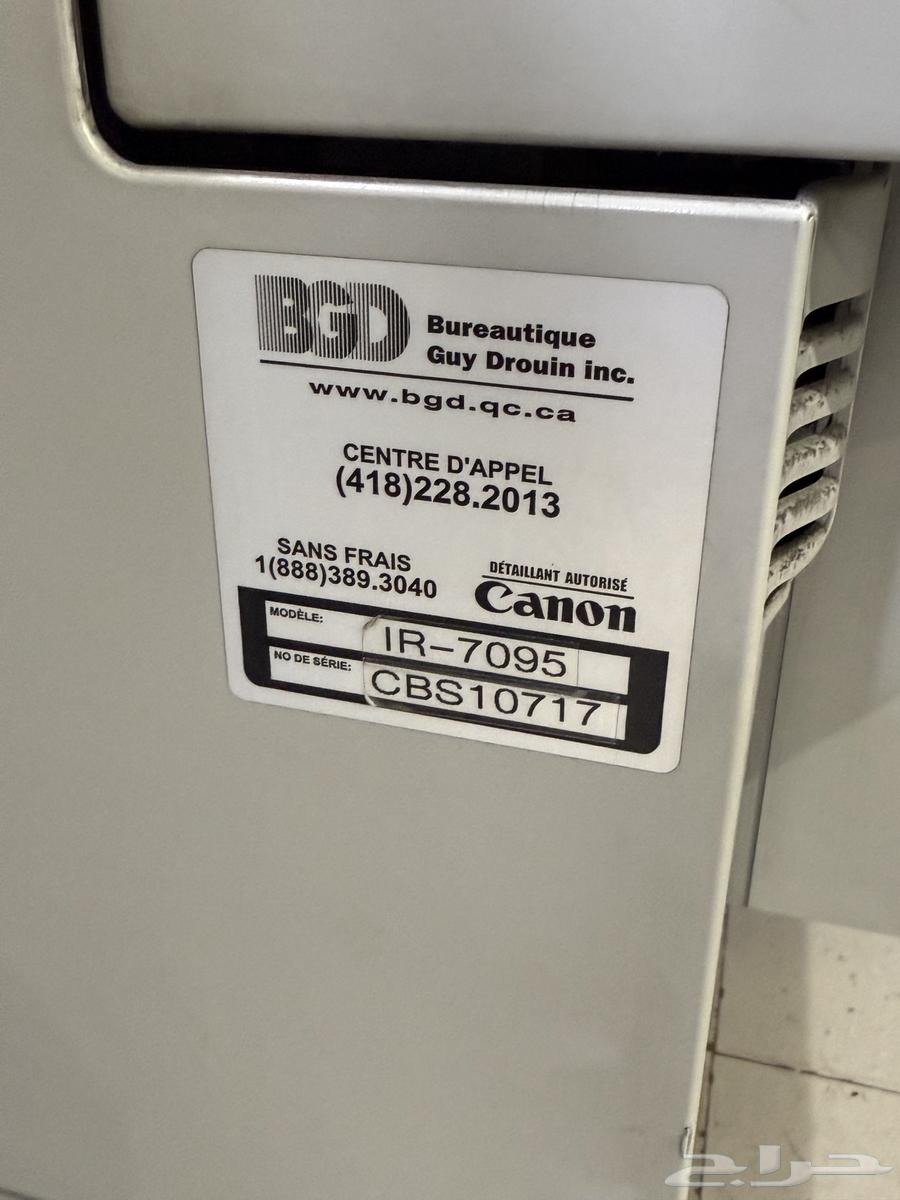 BGD Bureautique
Guy Drouin inc.
www.bgd.qc.ca
CENTRE D'APPEL
(418)228.2013
SANS FRAIS
1(888)389.3040
DÉTAILLANT AUTORISÉ
Canon
MODÈLE: IR-7095
NO DE SÉRIE: CBS10717
حراج